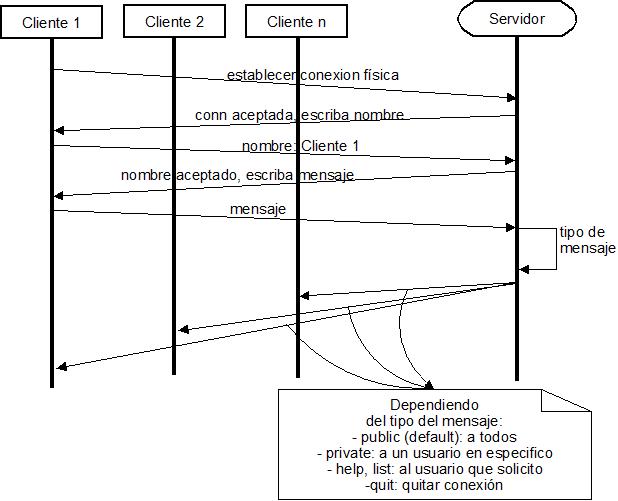 Cliente 1
Cliente 2
Cliente n
Servidor
establecer conexion física
conn aceptada, escriba nombre
nombre: Cliente 1
nombre aceptado, escriba mensaje
mensaje
tipo de
mensaje
Dependiendo
del tipo del mensaje:
- public (default): a todos
- private: a un usuario en especifico
- help, list: al usuario que solicito
-quit: quitar conexión